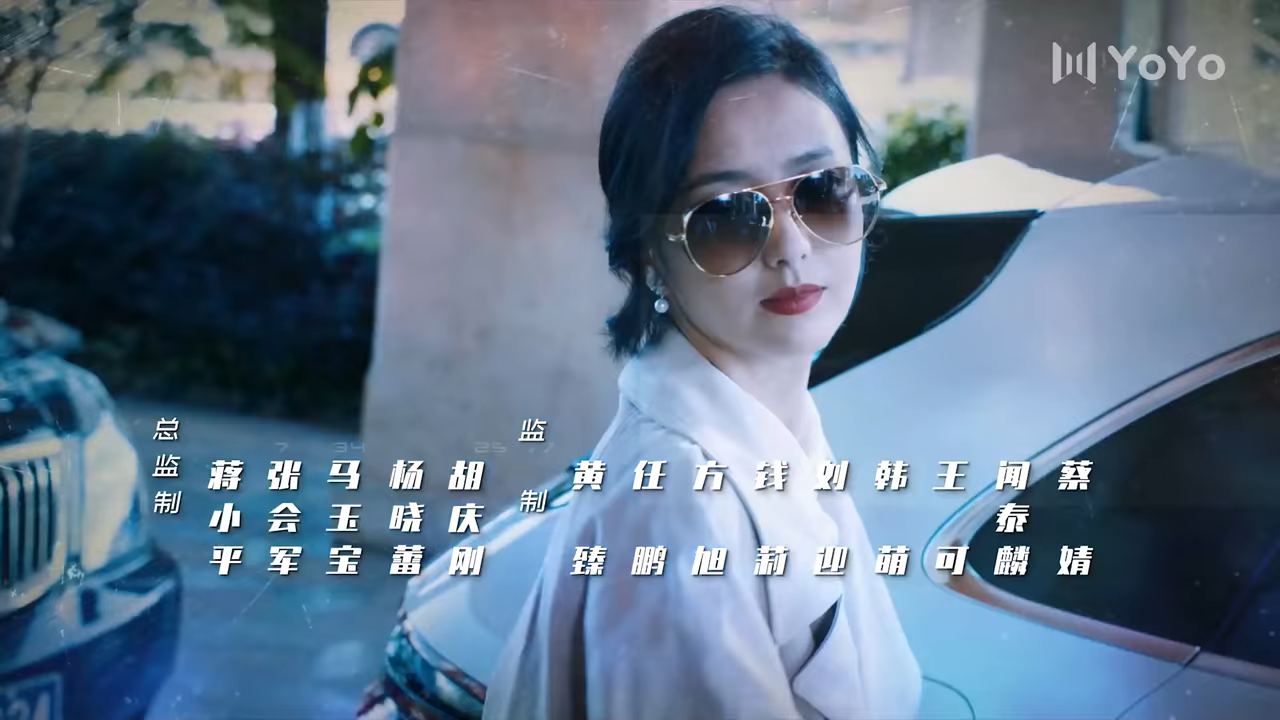 YoYo
总监制
蒋小平
张会军
马玉宝
杨晓蕾
胡庆刚
监制
黄臻
任鹏
方旭
钱莉
刘迎
韩萌
王可
闻泰麟
蔡婧